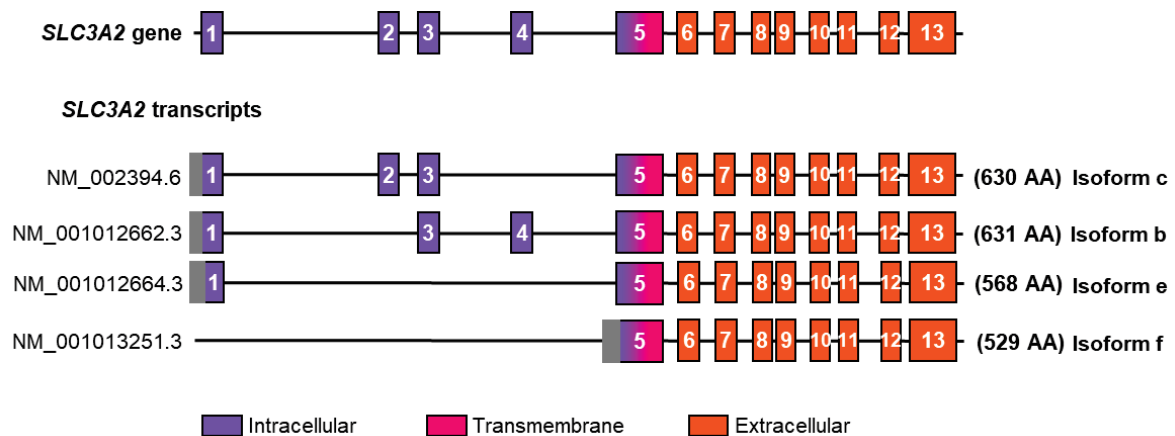 SLC3A2 gene 1 2 3 4 5 6 7 8 9 10 11 12 13
SLC3A2 transcripts
NM_002394.6 1 2 3 5 6 7 8 9 10 11 12 13 (630 AA) Isoform c
NM_001012662.3 1 3 4 5 6 7 8 9 10 11 12 13 (631 AA) Isoform b
NM_001012664.3 1 5 6 7 8 9 10 11 12 13 (568 AA) Isoform e
NM_001013251.3 5 6 7 8 9 10 11 12 13 (529 AA) Isoform f
Intracellular Transmembrane Extracellular